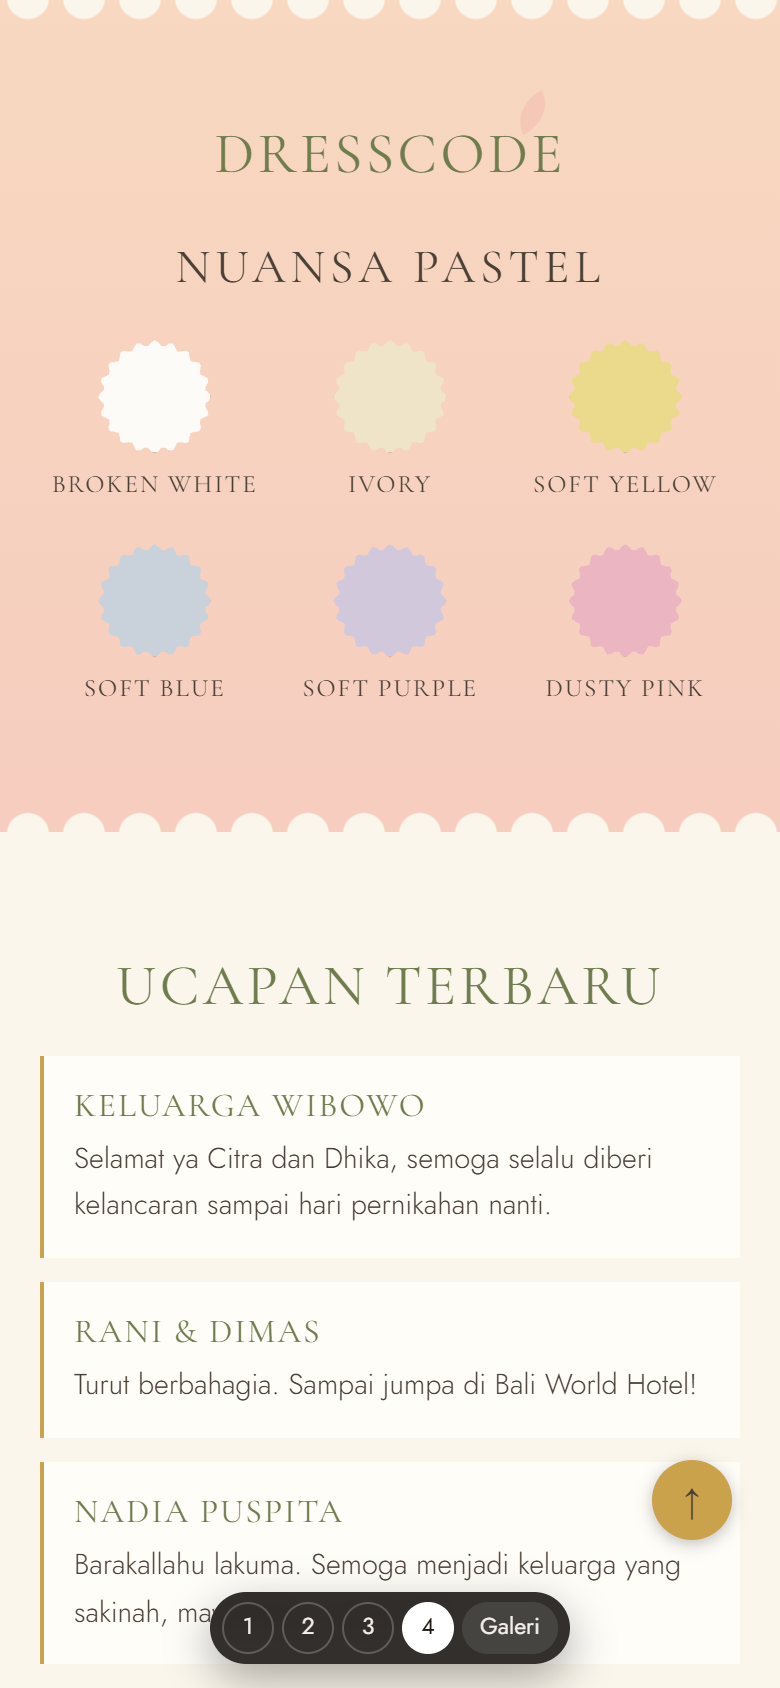 DRESSCODE
NUANSA PASTEL
BROKEN WHITE
IVORY
SOFT YELLOW
SOFT BLUE
SOFT PURPLE
DUSTY PINK
UCAPAN TERBARU
KELUARGA WIBOWO
Selamat ya Citra dan Dhika, semoga selalu diberi
kelancaran sampai hari pernikahan nanti.
RANI & DIMAS
Turut berbahagia. Sampai jumpa di Bali World Hotel!
↑
NADIA PUSPITA
Barakallahu lakuma. Semoga menjadi keluarga yang
sakinah,
1 2 3 4 Galeri